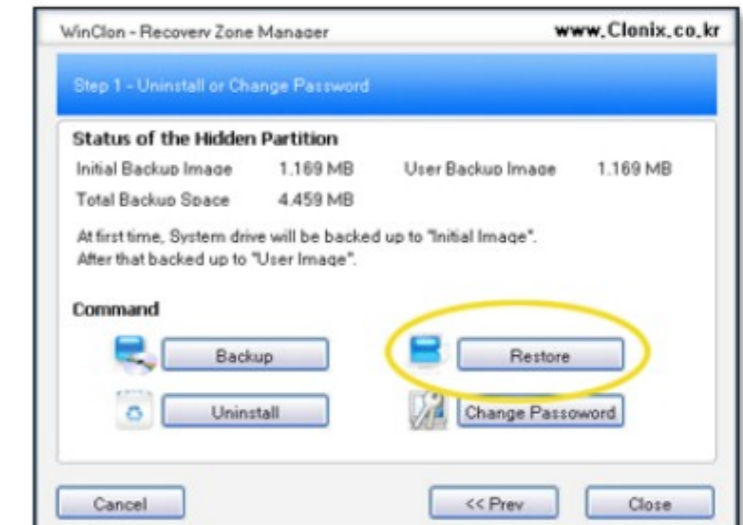 WinClon - Recovery Zone Manager www.Clonix.co.kr
Step 1 - Uninstall or Change Password
Status of the Hidden Partition
Initial Backup Image 1.169 MB User Backup Image 1.169 MB
Total Backup Space 4.459 MB
At first time, System drive will be backed up to "Initial Image".
After that backed up to "User Image".
Command
Backup Restore
Uninstall Change Passoword
Cancel << Prev Close